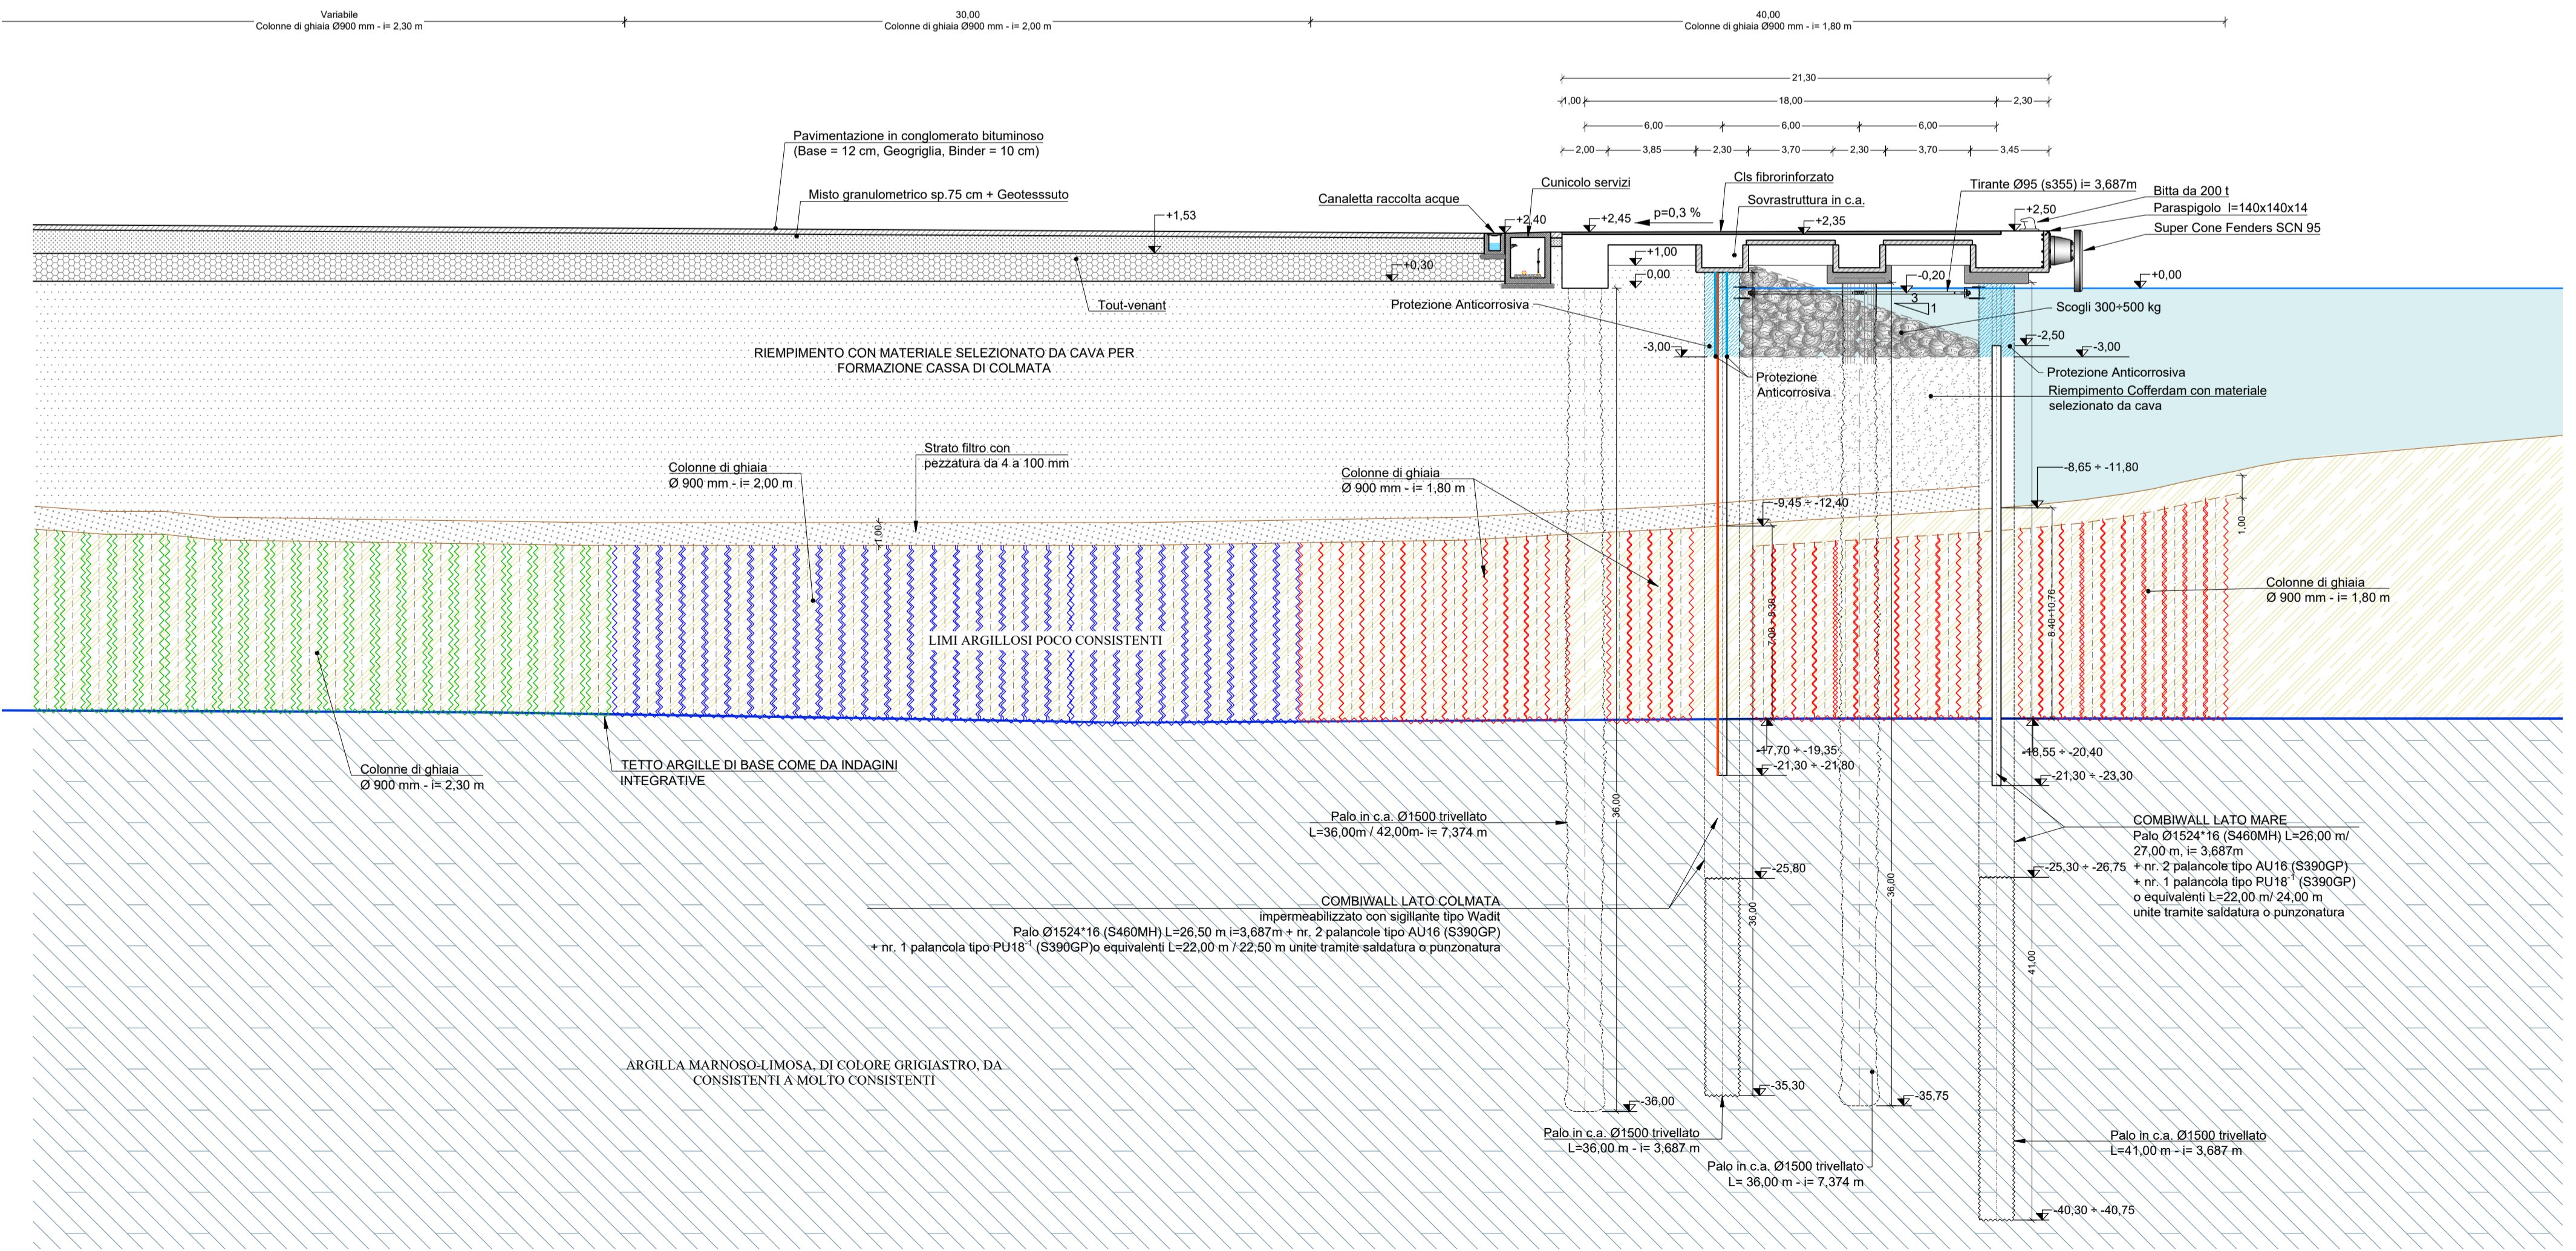 Variabile
Colonne di ghiaia Ø900 mm - i= 2,30 m
30,00
Colonne di ghiaia Ø900 mm - i= 2,00 m
40,00
Colonne di ghiaia Ø900 mm - i= 1,80 m
21,30
1,00
18,00
2,30
6,00
6,00
6,00
2,00
3,85
2,30
3,70
2,30
3,70
3,45
Pavimentazione in conglomerato bituminoso
(Base = 12 cm, Geogriglia, Binder = 10 cm)
Misto granulometrico sp.75 cm + Geotesssuto
Canaletta raccolta acque
Cunicolo servizi
Cls fibrorinforzato
Sovrastruttura in c.a.
Tirante Ø95 (s355) i= 3,687m
Bitta da 200 t
Paraspigolo l=140x140x14
Super Cone Fenders SCN 95
+1,53
+2,40
+2,45
p=0,3 %
+2,35
+2,50
+0,30
+1,00
0,00
-0,20
+0,00
Tout-venant
Protezione Anticorrosiva
3
1
Scogli 300÷500 kg
-2,50
-3,00
-3,00
RIEMPIMENTO CON MATERIALE SELEZIONATO DA CAVA PER
FORMAZIONE CASSA DI COLMATA
Protezione
Anticorrosiva
Protezione Anticorrosiva
Riempimento Cofferdam con materiale
selezionato da cava
Strato filtro con
pezzatura da 4 a 100 mm
Colonne di ghiaia
Ø 900 mm - i= 2,00 m
Colonne di ghiaia
Ø 900 mm - i= 1,80 m
-8,65 ÷ -11,80
-9,45 ÷ -12,40
1,00
1,00
7,00 ÷ 8,30
8,40÷10,76
Colonne di ghiaia
Ø 900 mm - i= 1,80 m
LIMI ARGILLOSI POCO CONSISTENTI
Colonne di ghiaia
Ø 900 mm - i= 2,30 m
TETTO ARGILLE DI BASE COME DA INDAGINI
INTEGRATIVE
-17,70 ÷ -19,35
-21,30 ÷ -21,80
-18,55 ÷ -20,40
-21,30 ÷ -23,30
Palo in c.a. Ø1500 trivellato
L=36,00m / 42,00m- i= 7,374 m
36,00
36,00
36,00
41,00
COMBIWALL LATO MARE
Palo Ø1524*16 (S460MH) L=26,00 m/
27,00 m, i= 3,687m
+ nr. 2 palancole tipo AU16 (S390GP)
+ nr. 1 palancola tipo PU18-1 (S390GP)
o equivalenti L=22,00 m/ 24,00 m
unite tramite saldatura o punzonatura
-25,80
-25,30 ÷ -26,75
COMBIWALL LATO COLMATA
impermeabilizzato con sigillante tipo Wadit
Palo Ø1524*16 (S460MH) L=26,50 m i=3,687m + nr. 2 palancole tipo AU16 (S390GP)
+ nr. 1 palancola tipo PU18-1 (S390GP)o equivalenti L=22,00 m / 22,50 m unite tramite saldatura o punzonatura
ARGILLA MARNOSO-LIMOSA, DI COLORE GRIGIASTRO, DA
CONSISTENTI A MOLTO CONSISTENTI
-36,00
-35,30
-35,75
Palo in c.a. Ø1500 trivellato
L=36,00 m - i= 3,687 m
Palo in c.a. Ø1500 trivellato
L= 36,00 m - i= 7,374 m
Palo in c.a. Ø1500 trivellato
L=41,00 m - i= 3,687 m
-40,30 ÷ -40,75